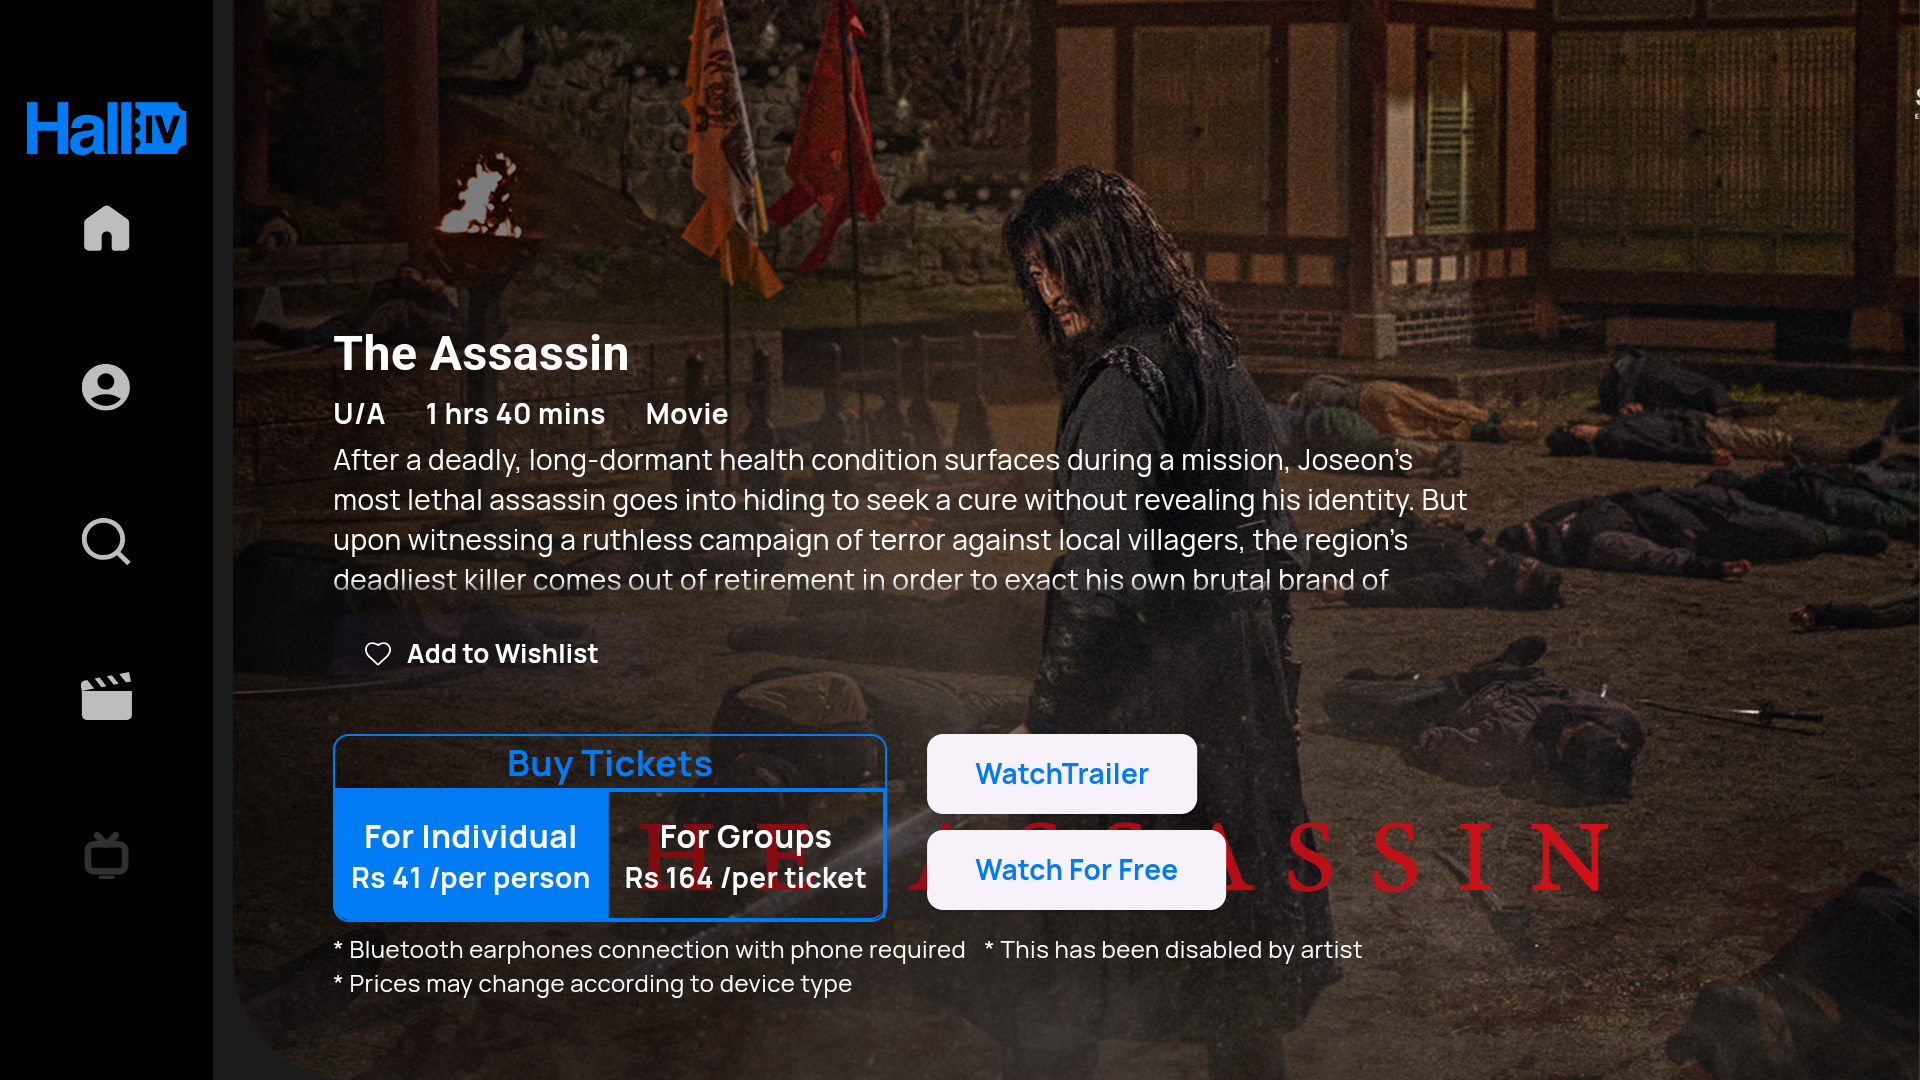 HallTV
The Assassin
U/A 1 hrs 40 mins Movie
After a deadly, long-dormant health condition surfaces during a mission, Joseon's
most lethal assassin goes into hiding to seek a cure without revealing his identity. But
upon witnessing a ruthless campaign of terror against local villagers, the region's
deadliest killer comes out of retirement in order to exact his own brutal brand of
Add to Wishlist
Buy Tickets
For Individual
Rs 41 /per person
For Groups
Rs 164 /per ticket
WatchTrailer
Watch For Free
HE ASSASSIN
* Bluetooth earphones connection with phone required * This has been disabled by artist
* Prices may change according to device type